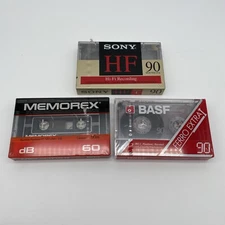 SONY
HF 90
Hi-Fi Recording
MEMOREX
dB 60
BASF
FERRO EXTRA I
90